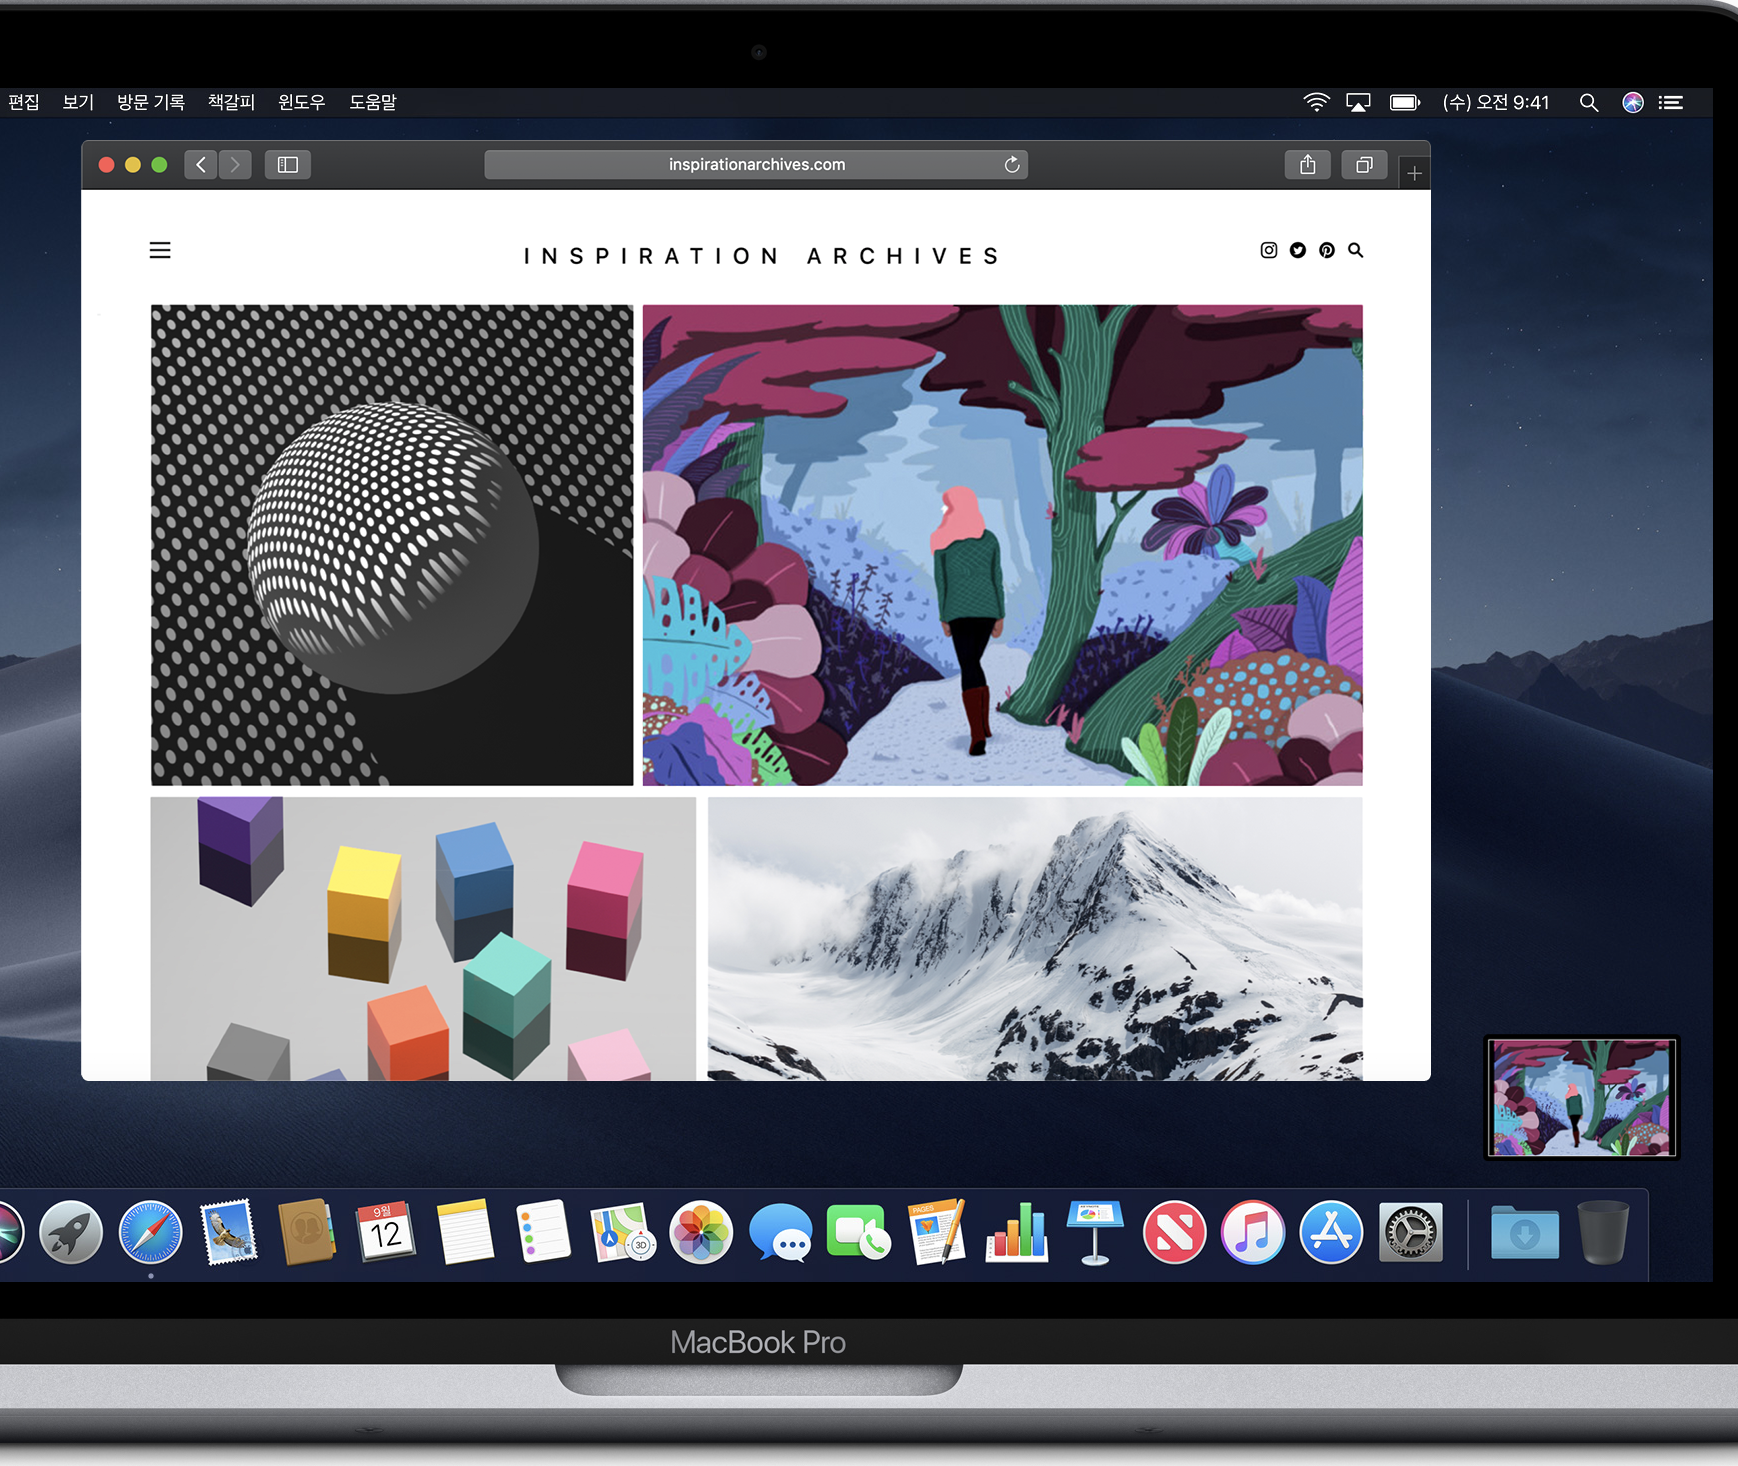 편집 보기 방문 기록 책갈피 윈도우 도움말 (수) 오전 9:41
inspirationarchives.com
INSPIRATION ARCHIVES
9월
12
3D
PAGES
MacBook Pro